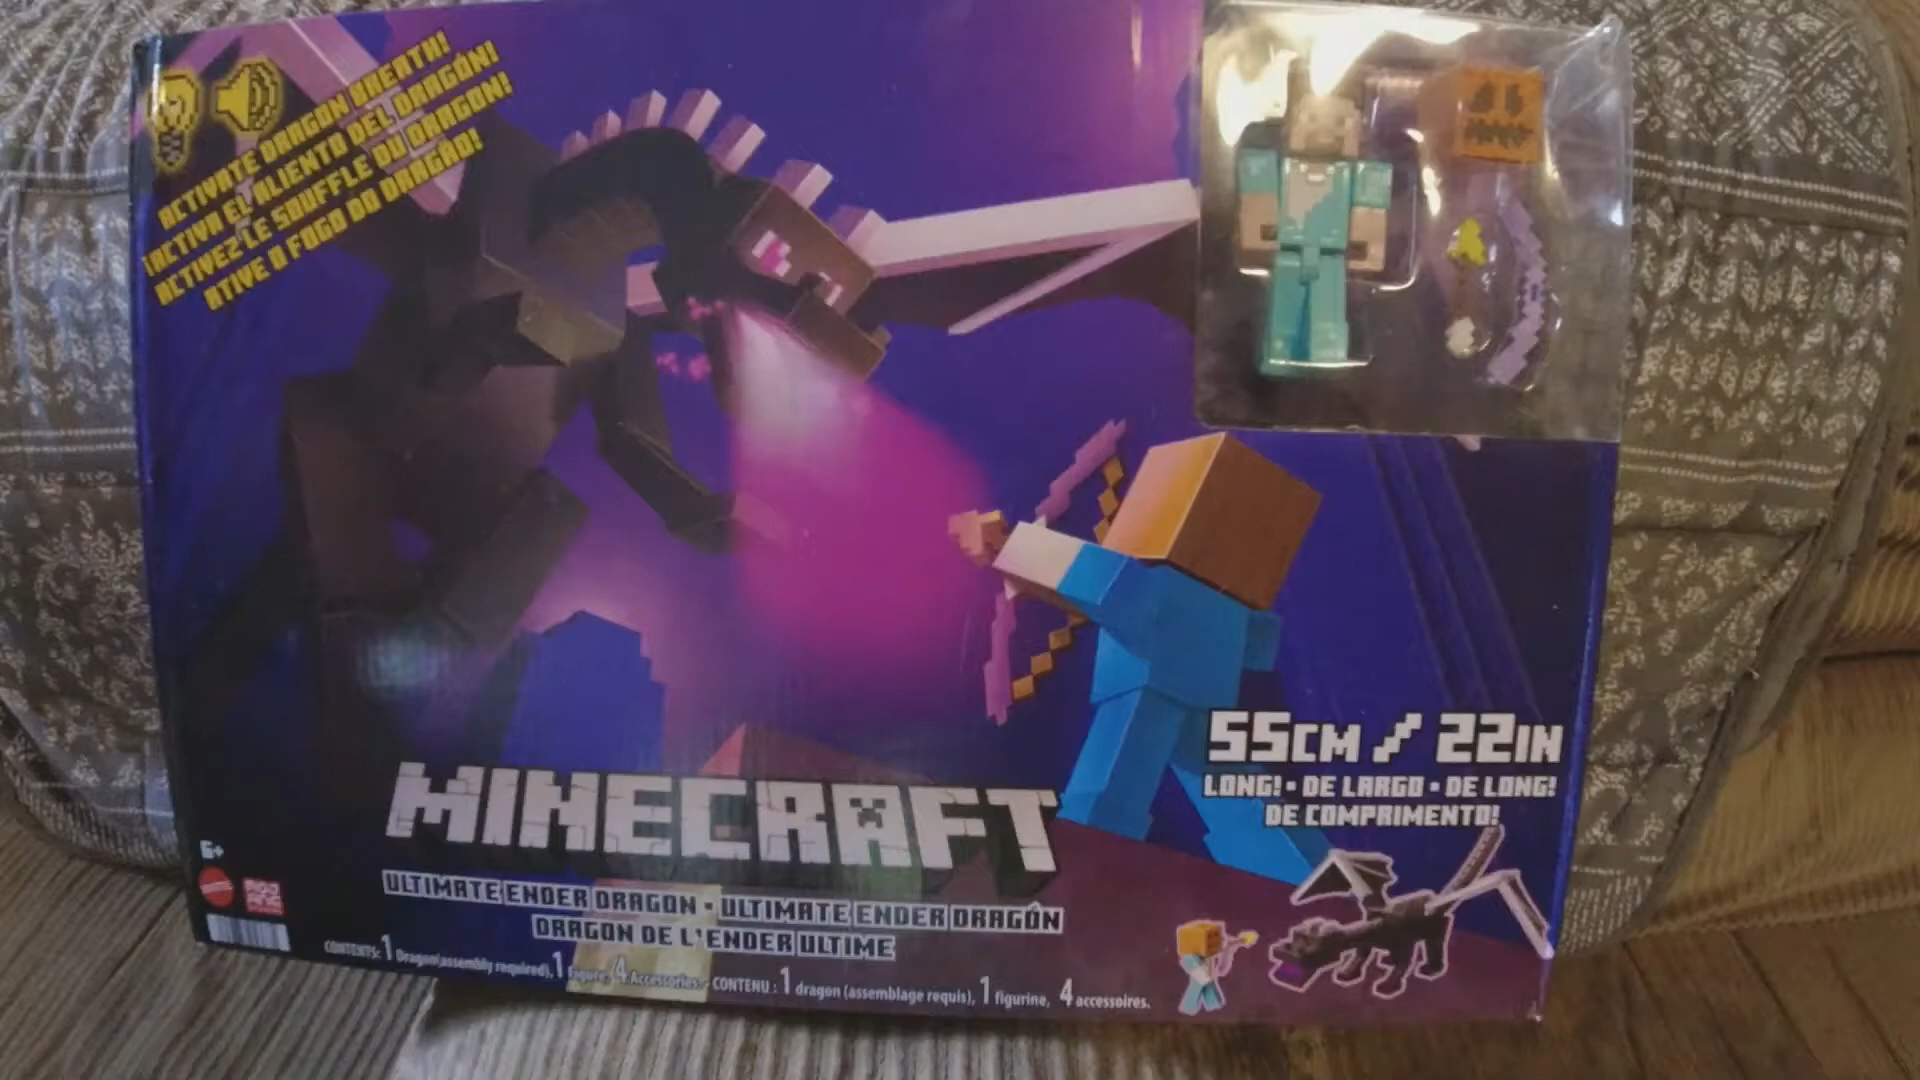 ACTIVATE DRAGON BREATH!
¡ACTIVA EL ALIENTO DEL DRAGÓN!
ACTIVEZ LE SOUFFLE DU DRAGON!
ATIVE O FOGO DO DRAGÃO!
55CM / 22IN
LONG! • DE LARGO • DE LONG!
DE COMPRIMENTO!
MINECRAFT
6+
ULTIMATE ENDER DRAGON • ULTIMATE ENDER DRAGÓN
DRAGON DE L'ENDER ULTIME
CONTENTS: 1 Dragon(assembly required), 1 figure, 4 Accessories. CONTENU : 1 dragon (assemblage requis), 1 figurine, 4 accessoires.